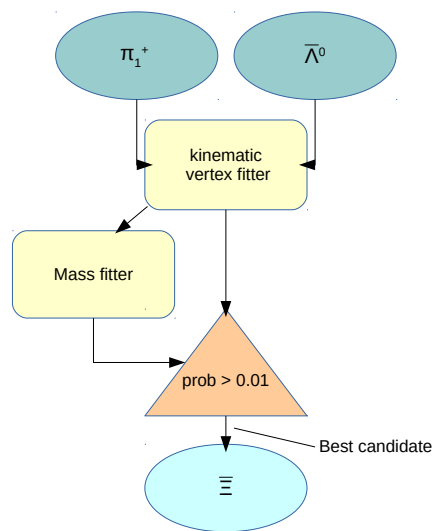 π₁⁺
Λ̅⁰
kinematic
vertex fitter
Mass fitter
prob > 0.01
Best candidate
Ξ̅